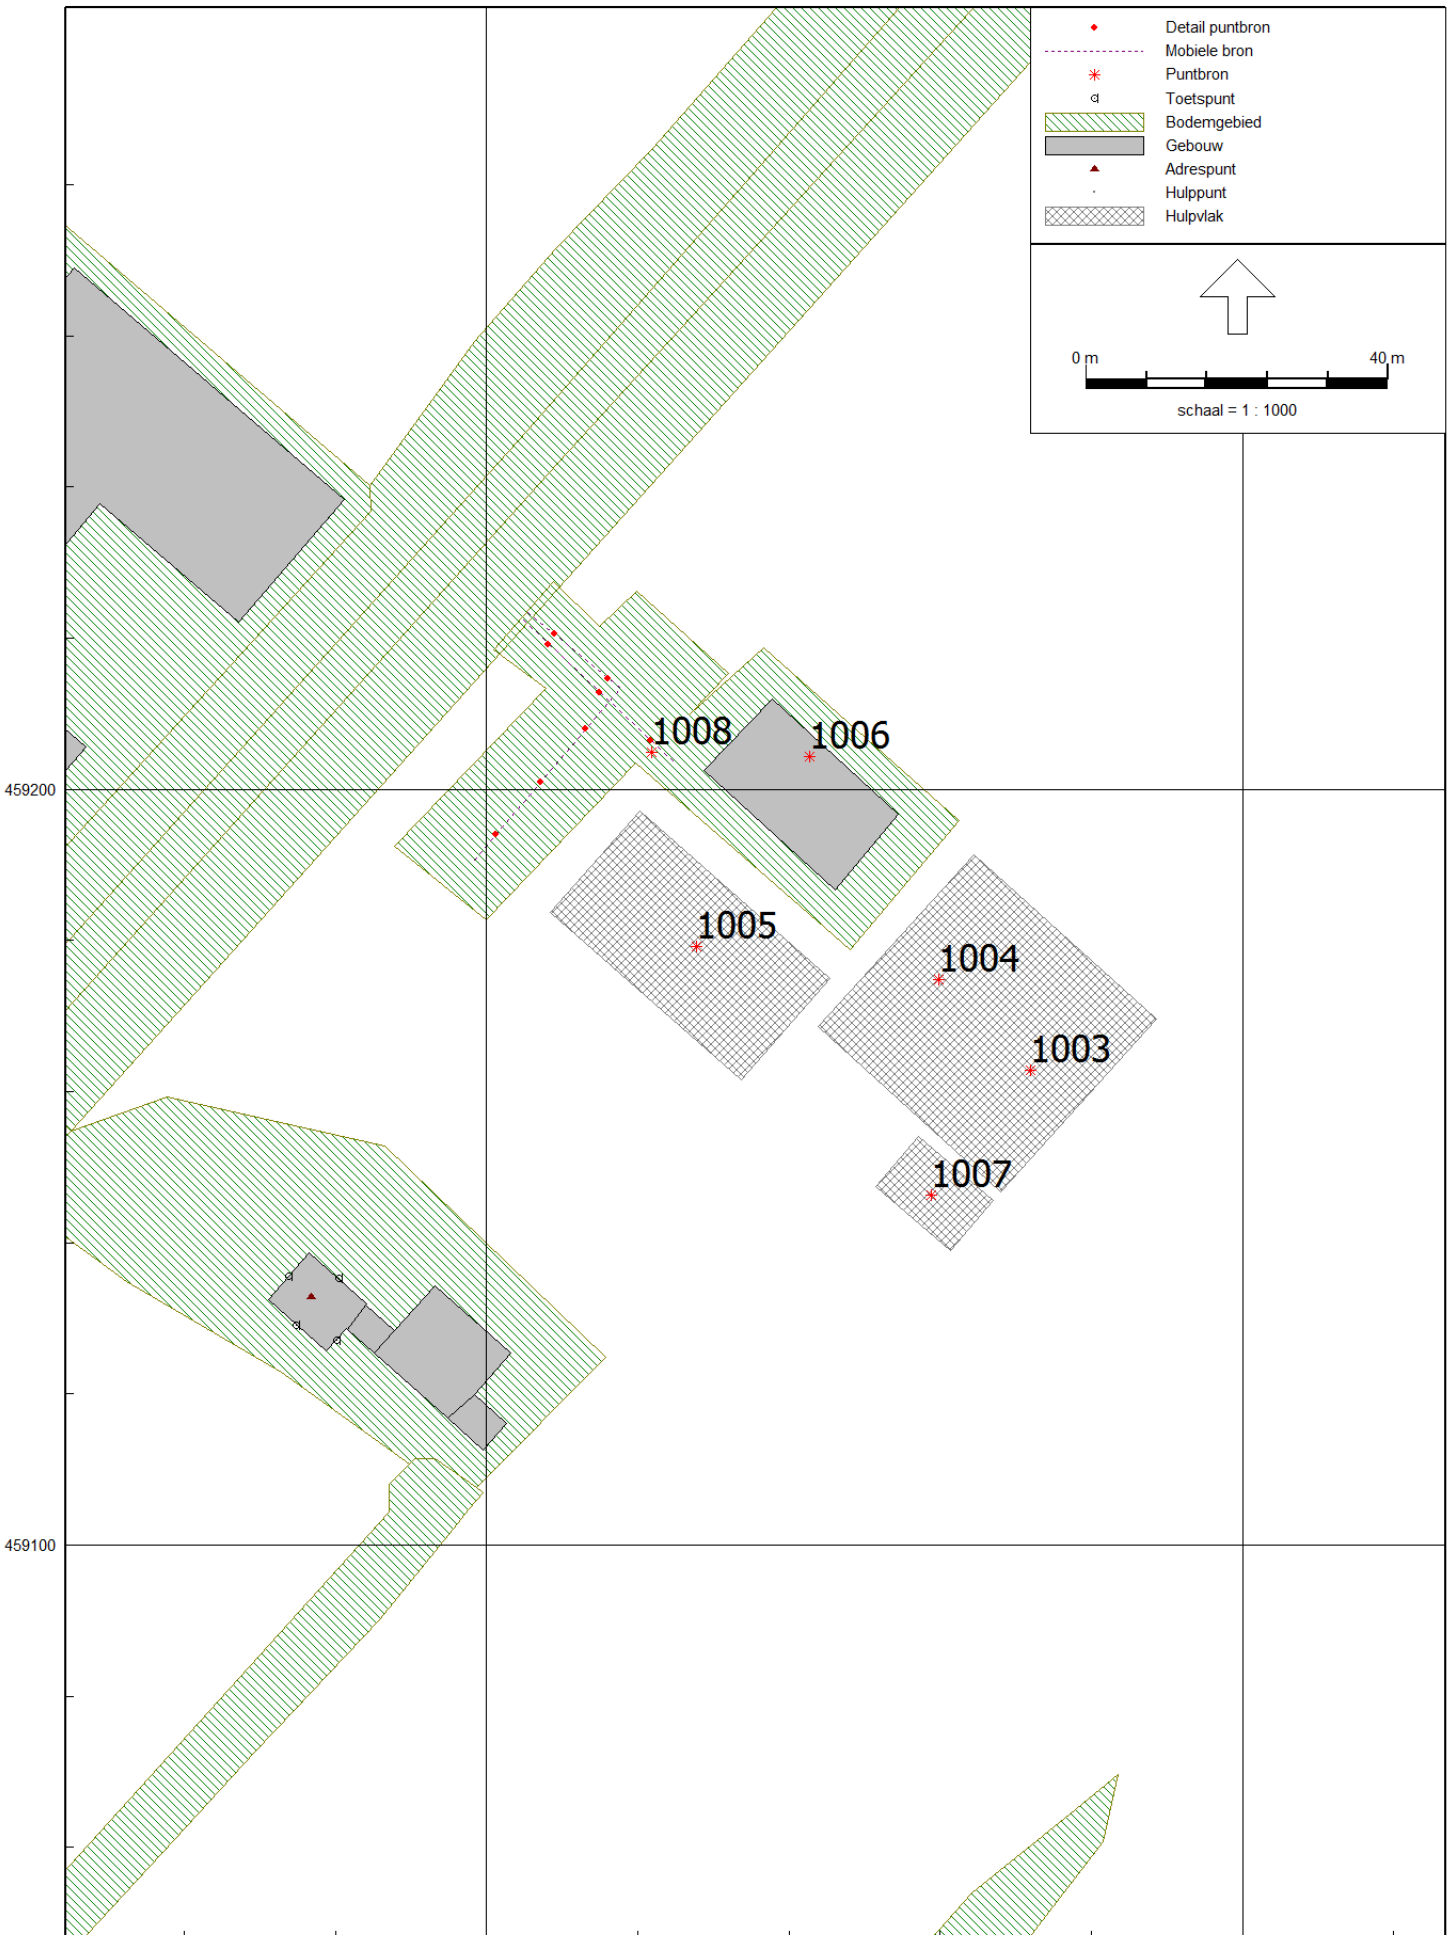 Detail puntbron
Mobiele bron
Puntbron
Toetspunt
Bodemgebied
Gebouw
Adrespunt
Hulppunt
Hulpvlak
0 m 40 m
schaal = 1 : 1000
1008
1006
459200
1005
1004
1003
1007
459100